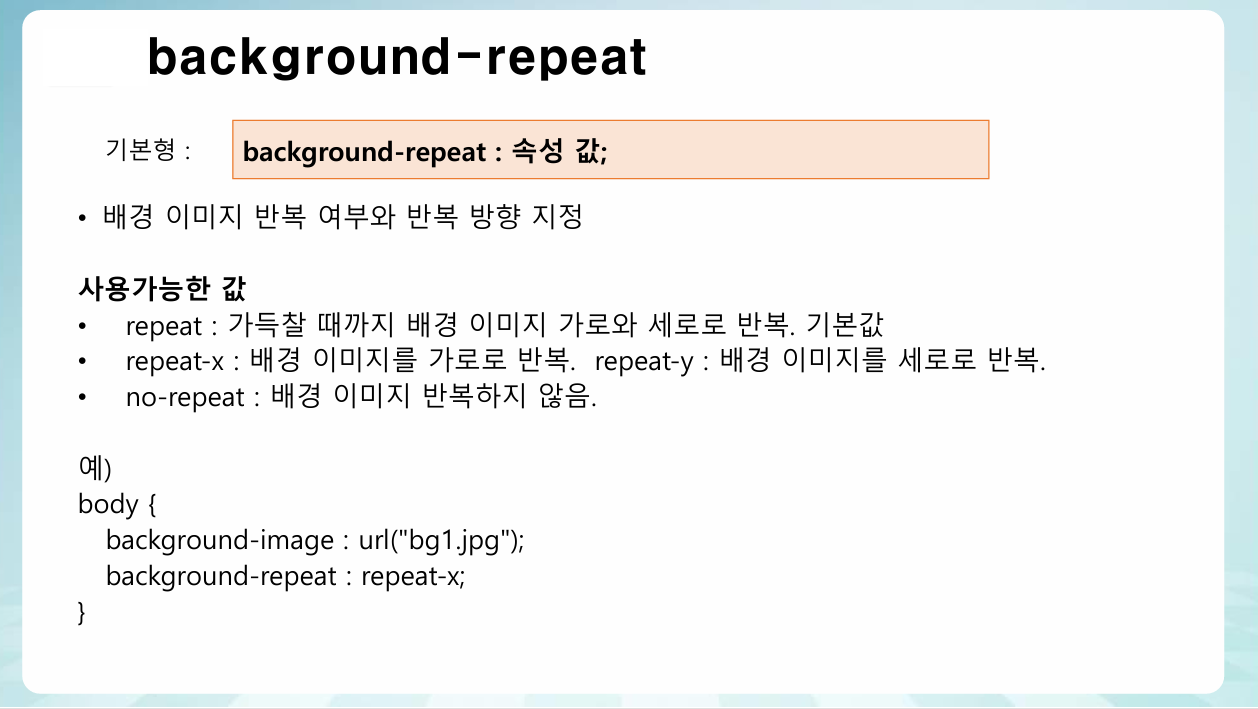 background-repeat
기본형 : background-repeat : 속성 값;
• 배경 이미지 반복 여부와 반복 방향 지정
사용가능한 값
• repeat : 가득찰 때까지 배경 이미지 가로와 세로로 반복. 기본값
• repeat-x : 배경 이미지를 가로로 반복. repeat-y : 배경 이미지를 세로로 반복.
• no-repeat : 배경 이미지 반복하지 않음.
예)
body {
background-image : url("bg1.jpg");
background-repeat : repeat-x;
}